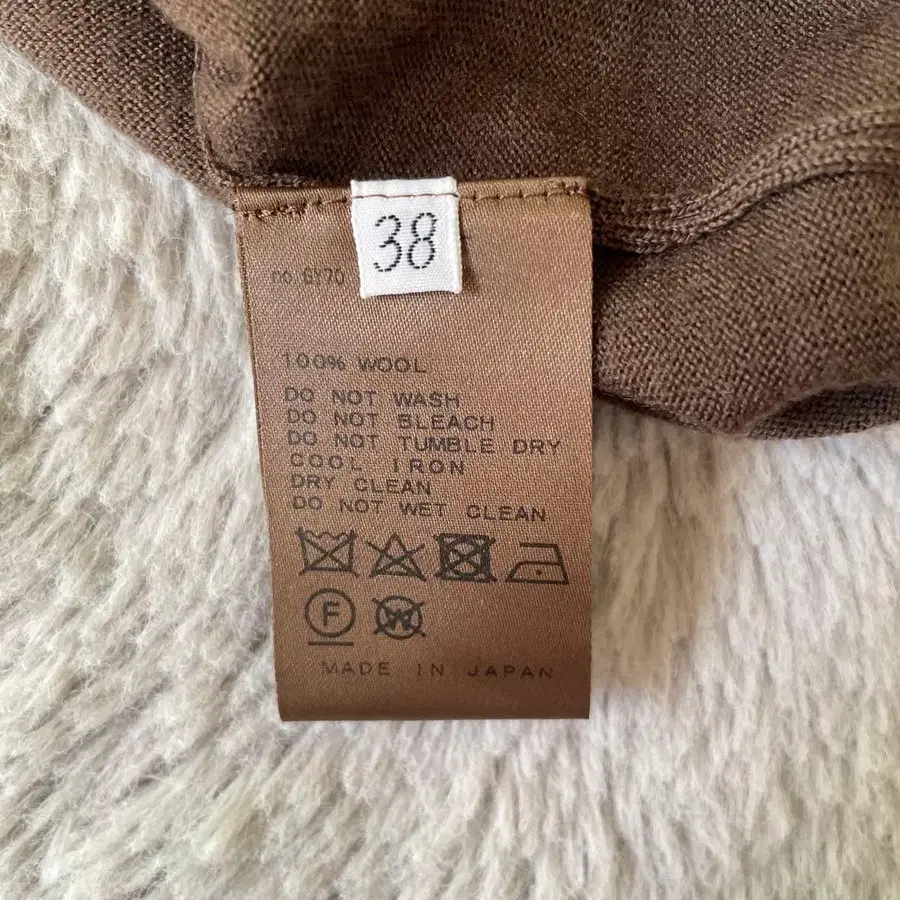 38
no
100% WOOL
DO NOT WASH
DO NOT BLEACH
DO NOT TUMBLE DRY
COOL IRON
DRY CLEAN
DO NOT WET CLEAN
F
W
MADE IN JAPAN